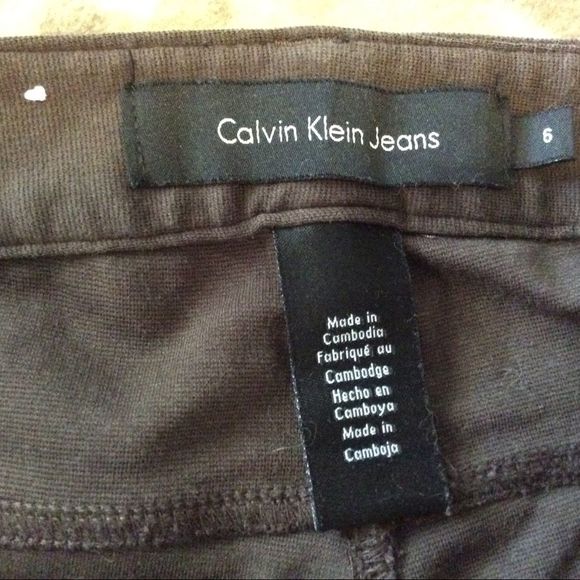 Calvin Klein Jeans
6
Made in
Cambodia
Fabriqué au
Cambodge
Hecho en
Camboya
Made in
Camboja